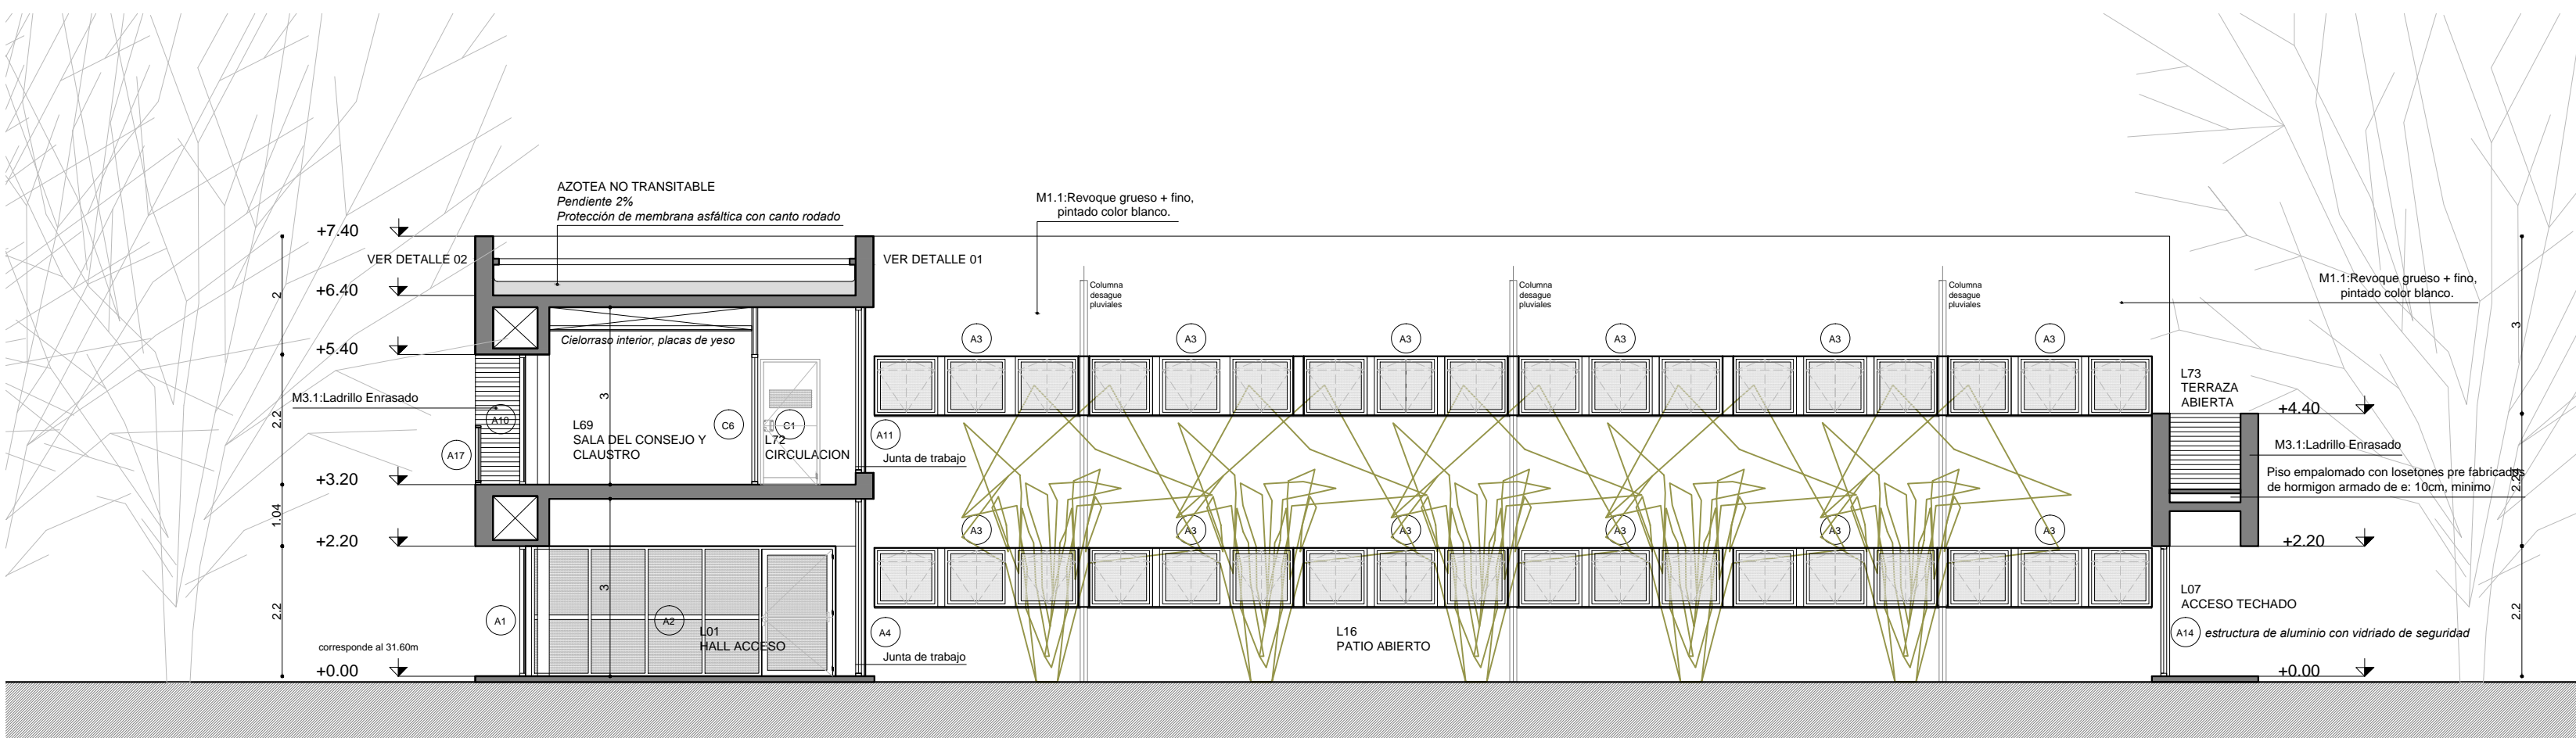 AZOTEA NO TRANSITABLE
Pendiente 2%
Protección de membrana asfáltica con canto rodado
M1.1:Revoque grueso + fino,
pintado color blanco.
+7.40
VER DETALLE 02
VER DETALLE 01
+6.40
2
Columna
desague
pluviales
Columna
desague
pluviales
Columna
desague
pluviales
M1.1:Revoque grueso + fino,
pintado color blanco.
3
+5.40
Cielorraso interior, placas de yeso
A3
A3
A3
A3
A3
A3
M3.1:Ladrillo Enrasado
2.2
3
A10
A17
L69
SALA DEL CONSEJO Y
CLAUSTRO
C6
C1
L72
CIRCULACION
A11
Junta de trabajo
L73
TERRAZA
ABIERTA
+4.40
M3.1:Ladrillo Enrasado
Piso empalomado con losetones pre fabricados
de hormigon armado de e: 10cm, minimo
+3.20
1.04
+2.20
A3
A3
A3
A3
A3
A3
+2.20
2.2
3
A1
A2
L01
HALL ACCESO
A4
Junta de trabajo
L16
PATIO ABIERTO
L07
ACCESO TECHADO
A14
estructura de aluminio con vidriado de seguridad
2.2
corresponde al 31.60m
+0.00
+0.00